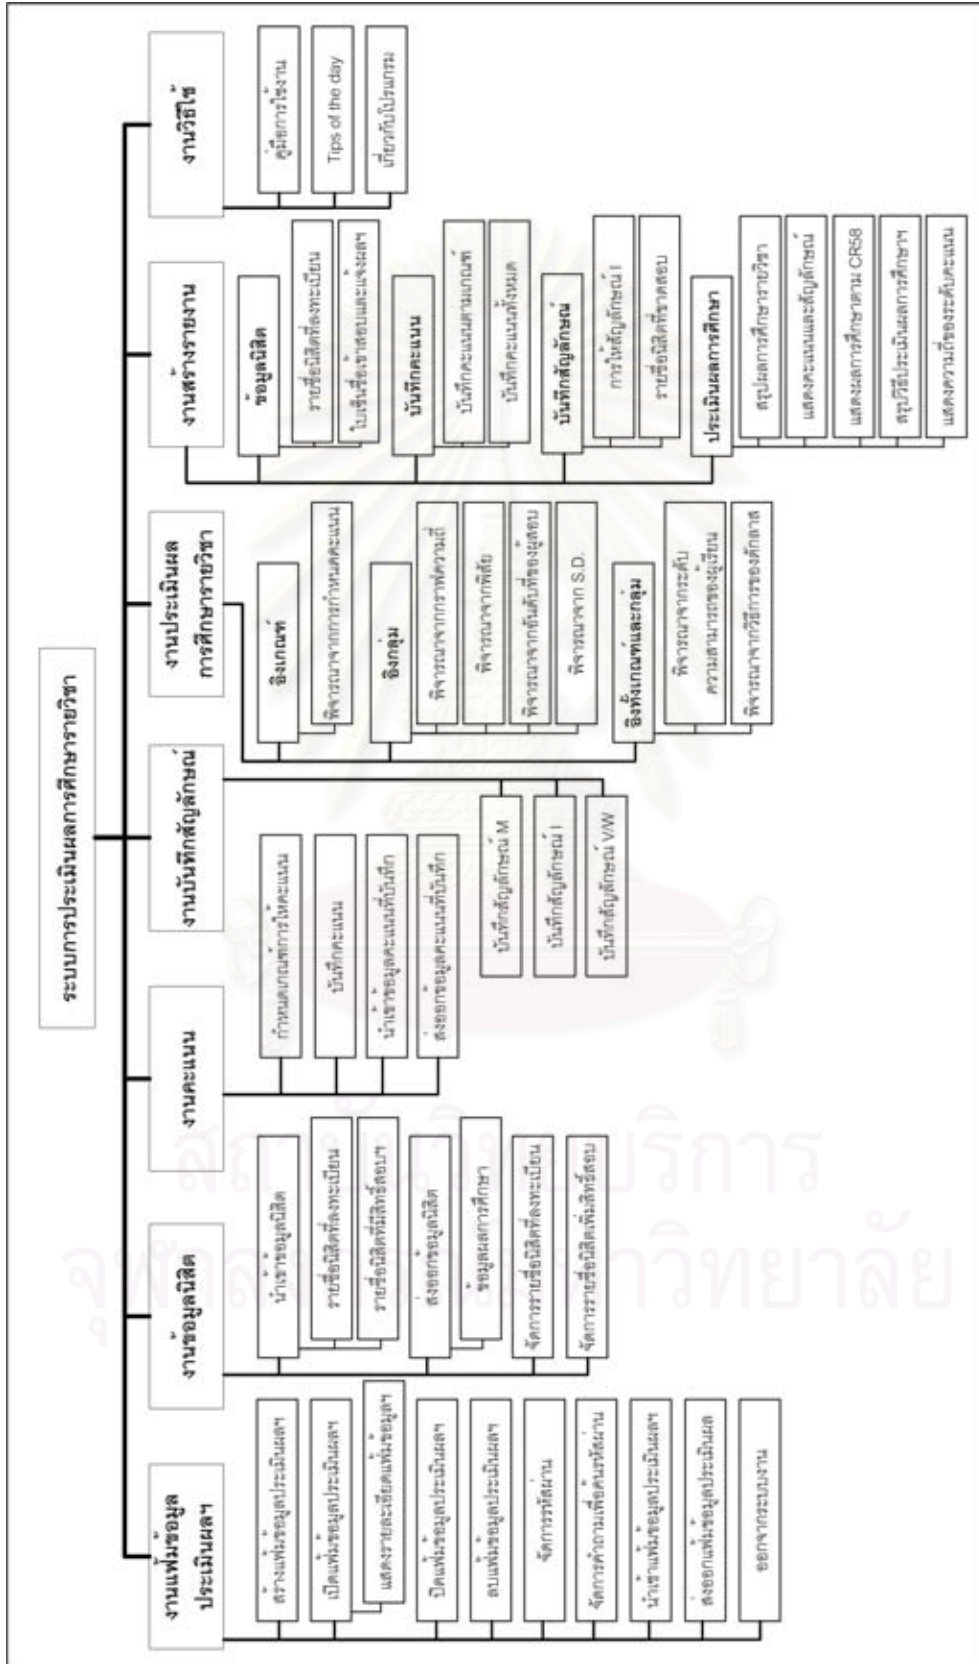 ระบบการประเมินผลการศึกษารายวิชา
งานแฟ้มข้อมูล
ประเมินผลฯ
สร้างแฟ้มข้อมูลประเมินผลฯ
เปิดแฟ้มข้อมูลประเมินผลฯ
แสดงรายละเอียดแฟ้มข้อมูลฯ
ปิดแฟ้มข้อมูลประเมินผลฯ
ลบแฟ้มข้อมูลประเมินผลฯ
จัดการรหัสผ่าน
จัดการคำถามเพื่อค้นรหัสผ่าน
นำเข้าแฟ้มข้อมูลประเมินผลฯ
ส่งออกแฟ้มข้อมูลประเมินผล
ออกจากระบบงาน
งานข้อมูลนิสิต
นำเข้าข้อมูลนิสิต
รายชื่อนิสิตที่ลงทะเบียน
รายชื่อนิสิตที่มีสิทธิ์สอบฯ
ส่งออกข้อมูลนิสิต
ข้อมูลผลการศึกษา
จัดการรายชื่อนิสิตที่ลงทะเบียน
จัดการรายชื่อนิสิตเพิ่มสิทธิ์สอบ
งานคะแนน
กำหนดเกณฑ์การให้คะแนน
บันทึกคะแนน
นำเข้าข้อมูลคะแนนที่บันทึก
ส่งออกข้อมูลคะแนนที่บันทึก
งานบันทึกสัญลักษณ์
บันทึกสัญลักษณ์ M
บันทึกสัญลักษณ์ I
บันทึกสัญลักษณ์ V/W
งานประเมินผล
การศึกษารายวิชา
อิงเกณฑ์
พิจารณาจากการกำหนดคะแนน
อิงกลุ่ม
พิจารณาจากกราฟความถี่
พิจารณาจากพิสัย
พิจารณาจากอันดับที่ของผู้สอบ
พิจารณาจาก S.D.
อิงทั้งเกณฑ์และกลุ่ม
พิจารณาจากระดับ
ความสามารถของผู้เรียน
พิจารณาจากวิธีการของดักลาส
งานสร้างรายงาน
ข้อมูลนิสิต
รายชื่อนิสิตที่ลงทะเบียน
ใบเซ็นชื่อเข้าสอบและแจ้งผลฯ
บันทึกคะแนน
บันทึกคะแนนตามเกณฑ์
บันทึกคะแนนทั้งหมด
บันทึกสัญลักษณ์
การให้สัญลักษณ์ I
รายชื่อนิสิตที่ขาดสอบ
ประเมินผลการศึกษา
สรุปผลการศึกษารายวิชา
แสดงคะแนนและสัญลักษณ์
แสดงผลการศึกษาตาม CR58
สรุปวิธีประเมินผลการศึกษาฯ
แสดงความถี่ของระดับคะแนน
งานวิธีใช้
คู่มือการใช้งาน
Tips of the day
เกี่ยวกับโปรแกรม
สถาบันวิทยบริการ
จุฬาลงกรณ์มหาวิทยาลัย